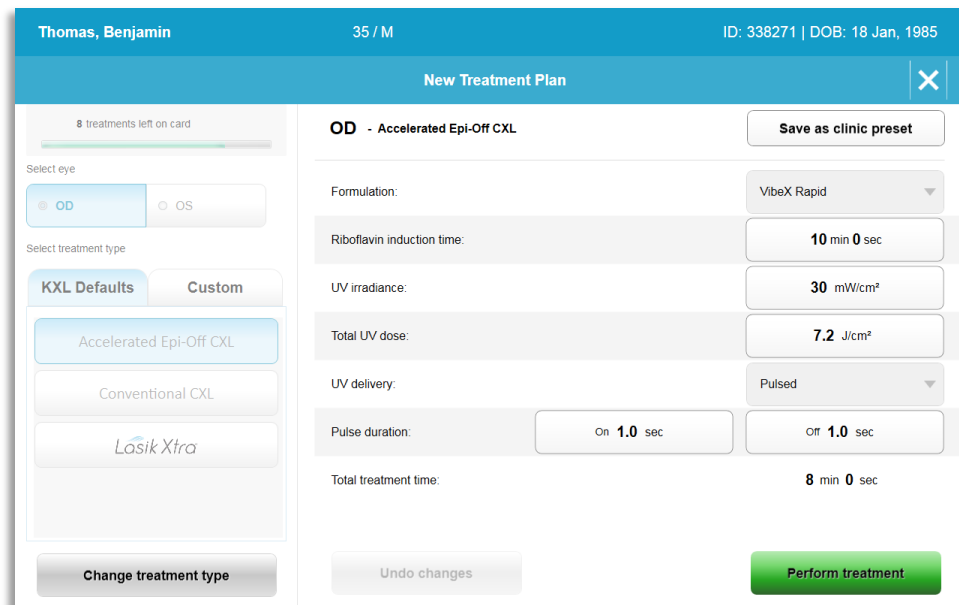 Thomas, Benjamin 35 / M ID: 338271 | DOB: 18 Jan, 1985
New Treatment Plan
8 treatments left on card
Select eye
OD OS
Select treatment type
KXL Defaults Custom
Accelerated Epi-Off CXL
Conventional CXL
Lasik Xtra
Change treatment type
OD - Accelerated Epi-Off CXL Save as clinic preset
Formulation: VibeX Rapid
Riboflavin induction time: 10 min 0 sec
UV irradiance: 30 mW/cm²
Total UV dose: 7.2 J/cm²
UV delivery: Pulsed
Pulse duration: On 1.0 sec Off 1.0 sec
Total treatment time: 8 min 0 sec
Undo changes Perform treatment